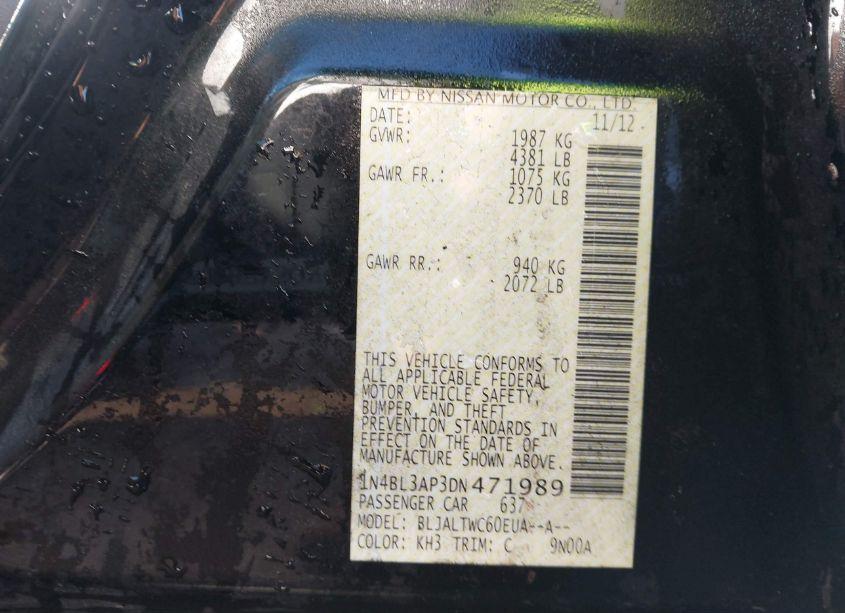 MFD BY NISSAN MOTOR CO., LTD.
DATE: 11/12
GVWR: 1987 KG
4381 LB
GAWR FR.: 1075 KG
2370 LB
GAWR RR.: 940 KG
2072 LB
THIS VEHICLE CONFORMS TO
ALL APPLICABLE FEDERAL
MOTOR VEHICLE SAFETY,
BUMPER, AND THEFT
PREVENTION STANDARDS IN
EFFECT ON THE DATE OF
MANUFACTURE SHOWN ABOVE.
1N4BL3AP3DN471989
PASSENGER CAR 637
MODEL: BLJALTWC60EUA--A--
COLOR: KH3 TRIM: C 9N00A